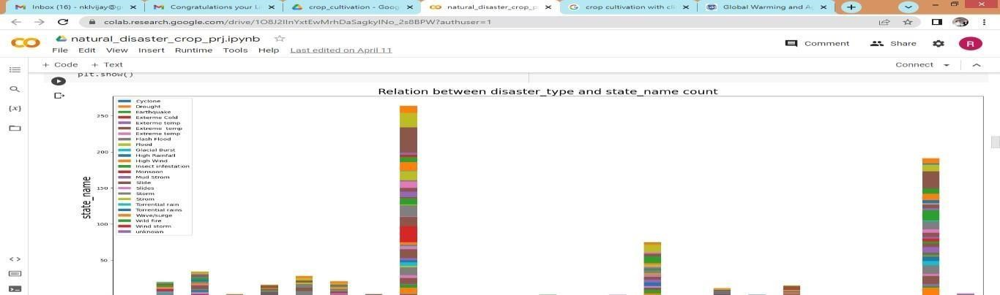 Inbox (16) - nklvijay@g
Congratulations your Li
crop_cultivation - Goog
natural_disaster_crop_p
crop cultivation with cli
Global Warming and A
colab.research.google.com/drive/1O8J2IInYxtEwMrhDaSagkyINo_2s8BPW?authuser=1
natural_disaster_crop_prj.ipynb
File Edit View Insert Runtime Tools Help Last edited on April 11
Comment Share R
+ Code + Text Connect
plt.show()
Relation between disaster_type and state_name count
state_name
250
200
150
100
50
Cyclone
Drought
Earthquake
Exterme Cold
Exterme temp
Extreme  temp
Extreme temp
Flash Flood
Flood
Glacial Burst
High Rainfall
High Wind
Insect infestation
Monsoon
Mud Strom
Slide
Slides
Storm
Strom
Torrential rain
Torrential rains
Wave/surge
Wild fire
Wind storm
unknown